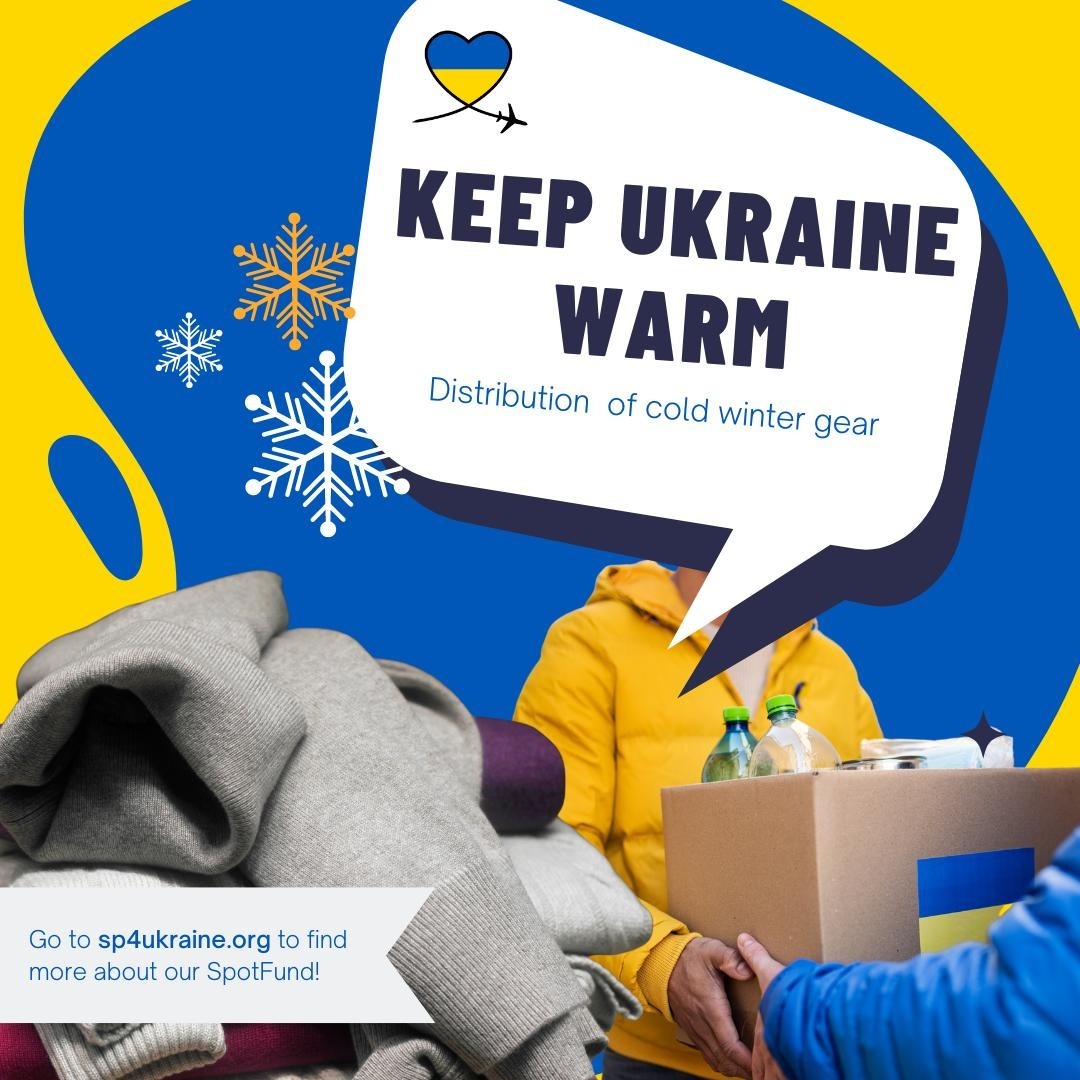 KEEP UKRAINE
WARM
Distribution of cold winter gear
Go to sp4ukraine.org to find
more about our SpotFund!